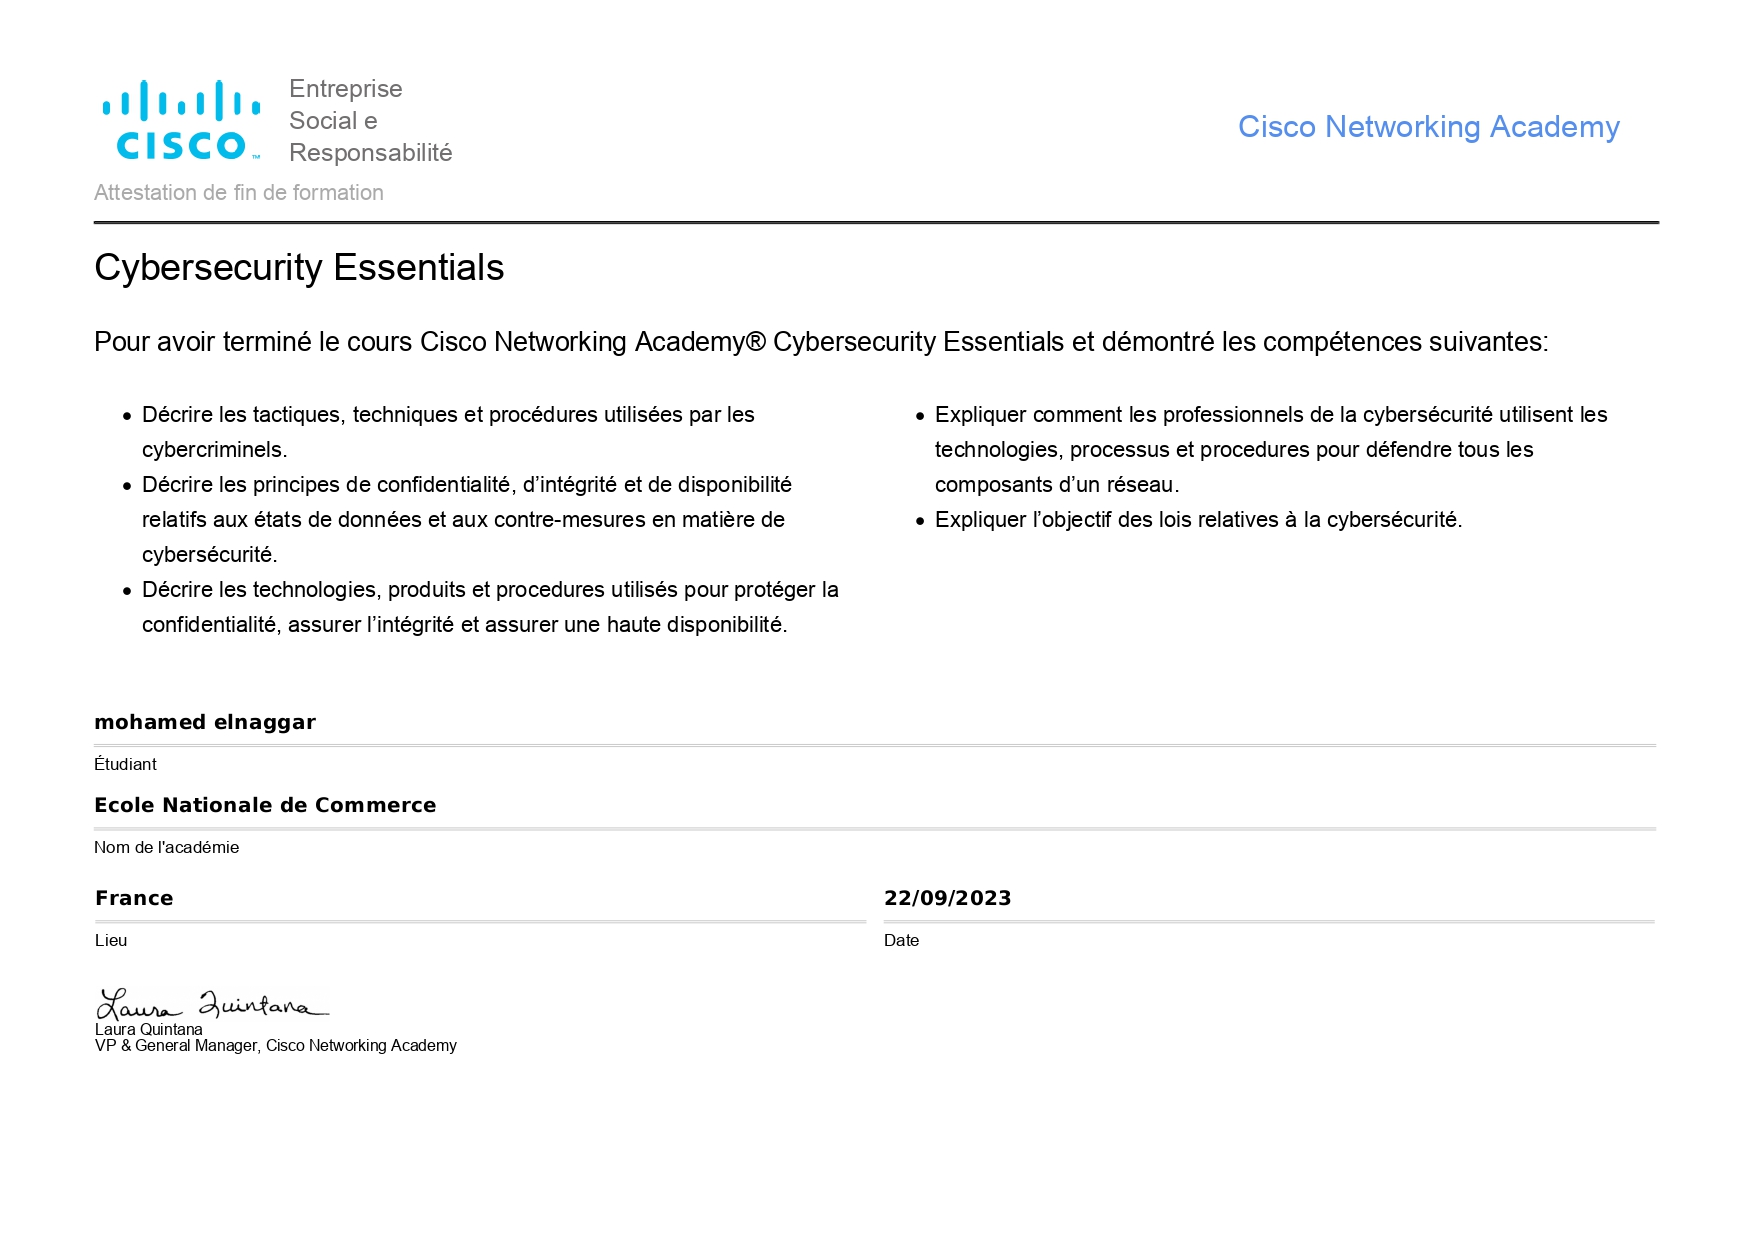 CISCO
Entreprise
Social e
Responsabilité
Cisco Networking Academy
Attestation de fin de formation
Cybersecurity Essentials
Pour avoir terminé le cours Cisco Networking Academy® Cybersecurity Essentials et démontré les compétences suivantes:
• Décrire les tactiques, techniques et procédures utilisées par les
cybercriminels.
• Décrire les principes de confidentialité, d’intégrité et de disponibilité
relatifs aux états de données et aux contre-mesures en matière de
cybersécurité.
• Décrire les technologies, produits et procedures utilisés pour protéger la
confidentialité, assurer l’intégrité et assurer une haute disponibilité.
• Expliquer comment les professionnels de la cybersécurité utilisent les
technologies, processus et procedures pour défendre tous les
composants d’un réseau.
• Expliquer l’objectif des lois relatives à la cybersécurité.
mohamed elnaggar
Étudiant
Ecole Nationale de Commerce
Nom de l'académie
France
Lieu
22/09/2023
Date
Laura Quintana
Laura Quintana
VP & General Manager, Cisco Networking Academy